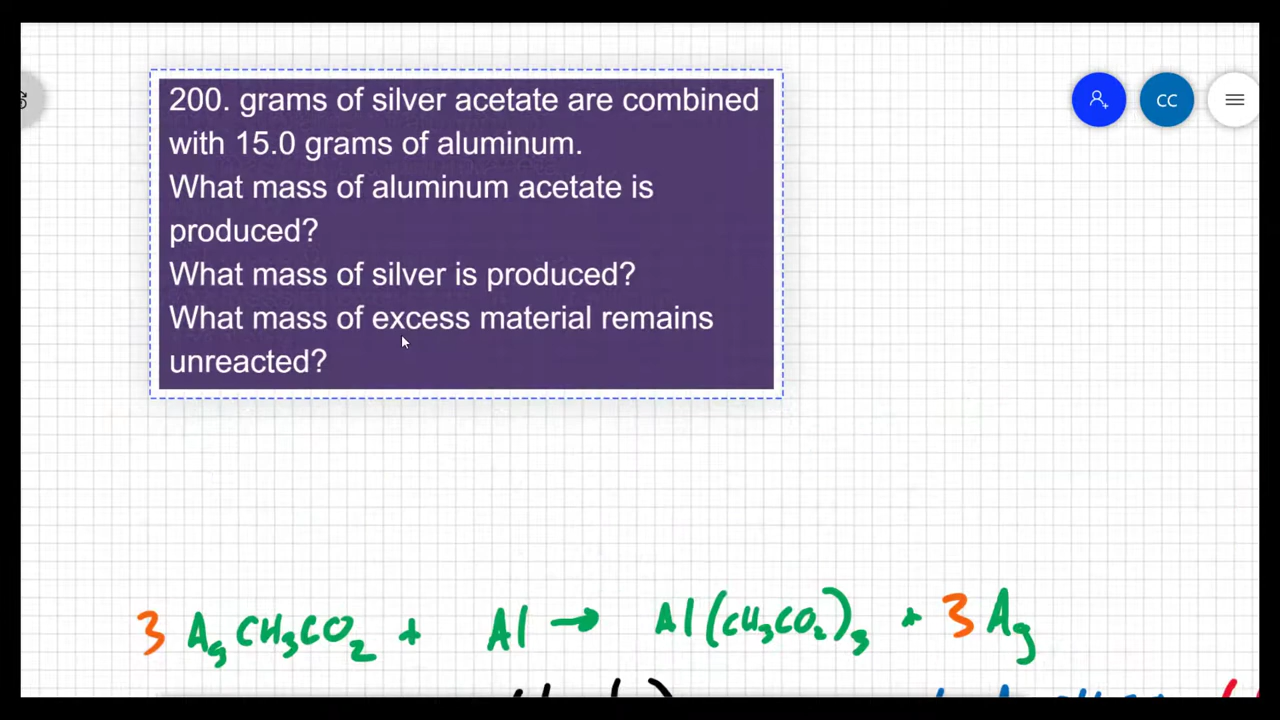 200. grams of silver acetate are combined
with 15.0 grams of aluminum.
What mass of aluminum acetate is
produced?
What mass of silver is produced?
What mass of excess material remains
unreacted?
CC
3 AgCH₃CO₂ + Al → Al(CH₃CO₂)₃ + 3 Ag